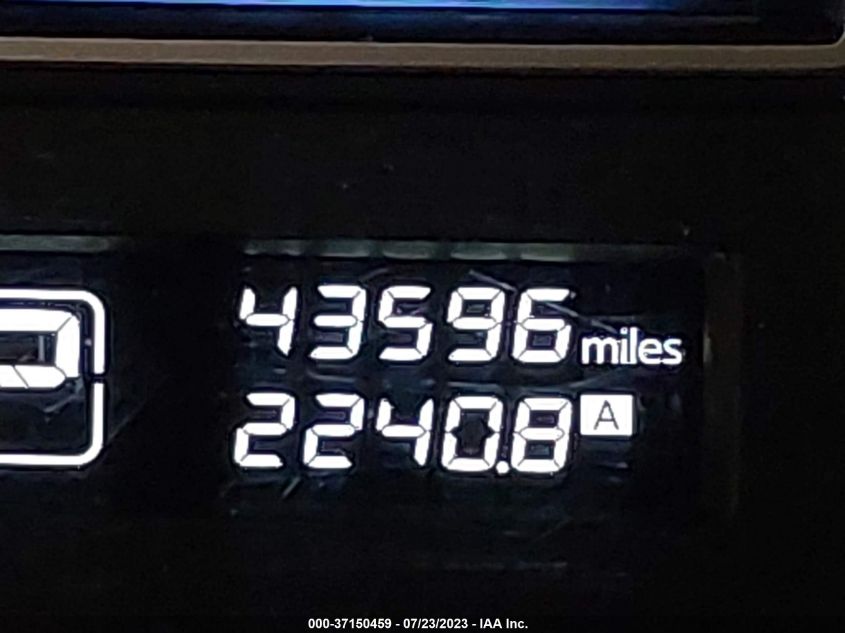 43596 miles
2240.8 A
000-37150459 - 07/23/2023 - IAA Inc.